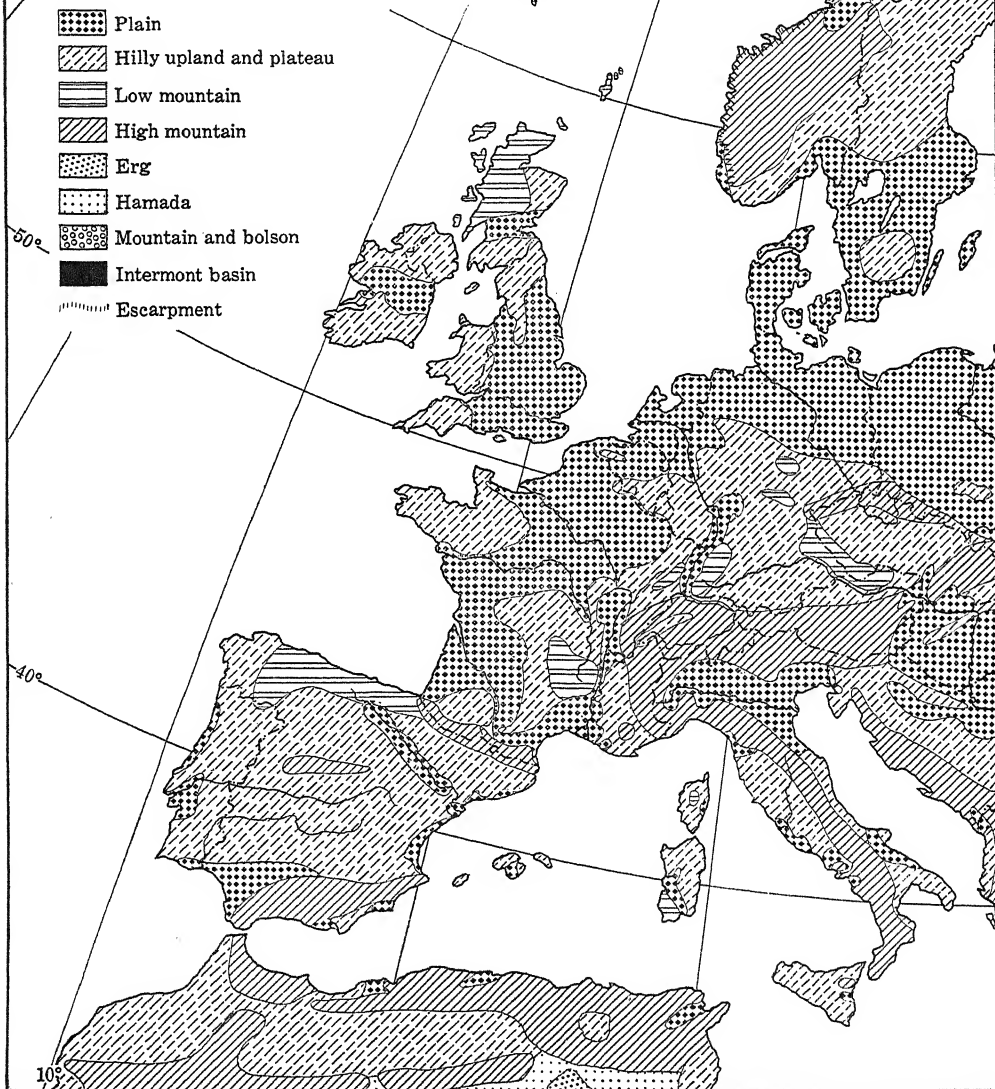 Plain
Hilly upland and plateau
Low mountain
High mountain
Erg
Hamada
Mountain and bolson
Intermont basin
Escarpment
50°
40°
10°